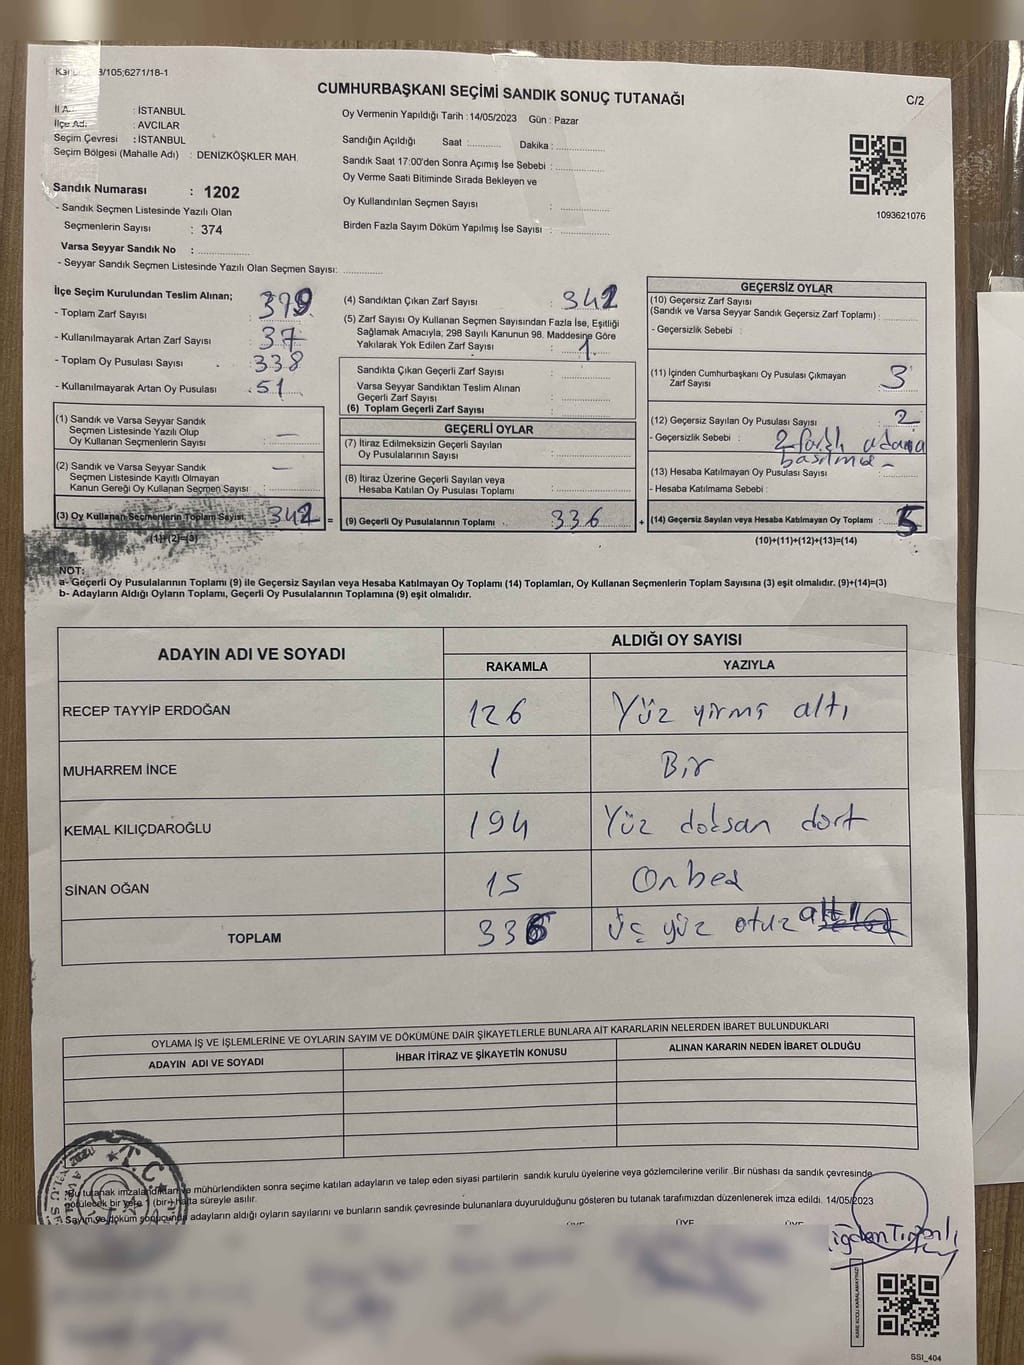 CUMHURBAŞKANI SEÇİMİ SANDIK SONUÇ TUTANAĞI
C/2
: İSTANBUL
: AVCILAR
Seçim Çevresi : İSTANBUL
Seçim Bölgesi (Mahalle Adı) : DENİZKÖŞKLER MAH.
Sandık Numarası : 1202
- Sandık Seçmen Listesinde Yazılı Olan
Seçmenlerin Sayısı : 374
Varsa Seyyar Sandık No :
- Seyyar Sandık Seçmen Listesinde Yazılı Olan Seçmen Sayısı:
Oy Vermenin Yapıldığı Tarih : 14/05/2023 Gün : Pazar
Sandığın Açıldığı Saat : Dakika :
Sandık Saat 17:00'den Sonra Açımış İse Sebebi :
Oy Verme Saati Bitiminde Sırada Bekleyen ve
Oy Kullandırılan Seçmen Sayısı :
Birden Fazla Sayım Döküm Yapılmış İse Sayısı :
1093621076
İlçe Seçim Kurulundan Teslim Alınan;
- Toplam Zarf Sayısı : 379
- Kullanılmayarak Artan Zarf Sayısı : 37
- Toplam Oy Pusulası Sayısı : 338
- Kullanılmayarak Artan Oy Pusulası : 51
(1) Sandık ve Varsa Seyyar Sandık
Seçmen Listesinde Yazılı Olup
Oy Kullanan Seçmenlerin Sayısı : —
(2) Sandık ve Varsa Seyyar Sandık
Seçmen Listesinde Kayıtlı Olmayan
Kanun Gereği Oy Kullanan Seçmen Sayısı : —
(3) Oy Kullanan Seçmenlerin Toplam Sayısı : 342 =
(1)+(2)=(3)
(4) Sandıktan Çıkan Zarf Sayısı : 342
(5) Zarf Sayısı Oy Kullanan Seçmen Sayısından Fazla İse, Eşitliği
Sağlamak Amacıyla, 298 Sayılı Kanunun 98. Maddesine Göre
Yakılarak Yok Edilen Zarf Sayısı : 1.
Sandıkta Çıkan Geçerli Zarf Sayısı :
Varsa Seyyar Sandıktan Teslim Alınan
Geçerli Zarf Sayısı :
(6) Toplam Geçerli Zarf Sayısı :
GEÇERLİ OYLAR
(7) İtiraz Edilmeksizin Geçerli Sayılan
Oy Pusulalarının Sayısı :
(8) İtiraz Üzerine Geçerli Sayılan veya
Hesaba Katılan Oy Pusulası Toplamı :
(9) Geçerli Oy Pusulalarının Toplamı : 336 +
GEÇERSİZ OYLAR
(10) Geçersiz Zarf Sayısı
(Sandık ve Varsa Seyyar Sandık Geçersiz Zarf Toplamı) :
- Geçersizlik Sebebi :
(11) İçinden Cumhurbaşkanı Oy Pusulası Çıkmayan
Zarf Sayısı : 3
(12) Geçersiz Sayılan Oy Pusulası Sayısı : 2
- Geçersizlik Sebebi : 2 farklı adama
basılmış -
(13) Hesaba Katılmayan Oy Pusulası Sayısı :
- Hesaba Katılmama Sebebi :
(14) Geçersiz Sayılan veya Hesaba Katılmayan Oy Toplamı : 5
(10)+(11)+(12)+(13)=(14)
NOT:
a- Geçerli Oy Pusulalarının Toplamı (9) ile Geçersiz Sayılan veya Hesaba Katılmayan Oy Toplamı (14) Toplamları, Oy Kullanan Seçmenlerin Toplam Sayısına (3) eşit olmalıdır. (9)+(14)=(3)
b- Adayların Aldığı Oyların Toplamı, Geçerli Oy Pusulalarının Toplamına (9) eşit olmalıdır.
ADAYIN ADI VE SOYADI
ALDIĞI OY SAYISI
RAKAMLA YAZIYLA
RECEP TAYYİP ERDOĞAN 126 Yüz yirmi altı
MUHARREM İNCE 1 Bir
KEMAL KILIÇDAROĞLU 194 Yüz doksan dört
SİNAN OĞAN 15 Onbeş
TOPLAM 336 üç yüz otuz altı
OYLAMA İŞ VE İŞLEMLERİNE VE OYLARIN SAYIM VE DÖKÜMÜNE DAİR ŞİKAYETLERLE BUNLARA AİT KARARLARIN NELERDEN İBARET BULUNDUKLARI
ADAYIN ADI VE SOYADI İHBAR İTİRAZ VE ŞİKAYETİN KONUSU ALINAN KARARIN NEDEN İBARET OLDUĞU
T.C.
Bu tutanak imzalandıktan ve mühürlendikten sonra seçime katılan adayların ve talep eden siyasi partilerin sandık kurulu üyelerine veya gözlemcilerine verilir .Bir nüshası da sandık çevresinde
görülecek bir yere 1 (bir) hafta süreyle asılır.
Sayım ve döküm sonucunda adayların aldığı oyların sayılarını ve bunların sandık çevresinde bulunanlara duyurulduğunu gösteren bu tutanak tarafımızdan düzenlenerek imza edildi. 14/05/2023
ÜYE ÜYE ÜYE
KARE KODU KARALAMAYINIZ!
SSI_404